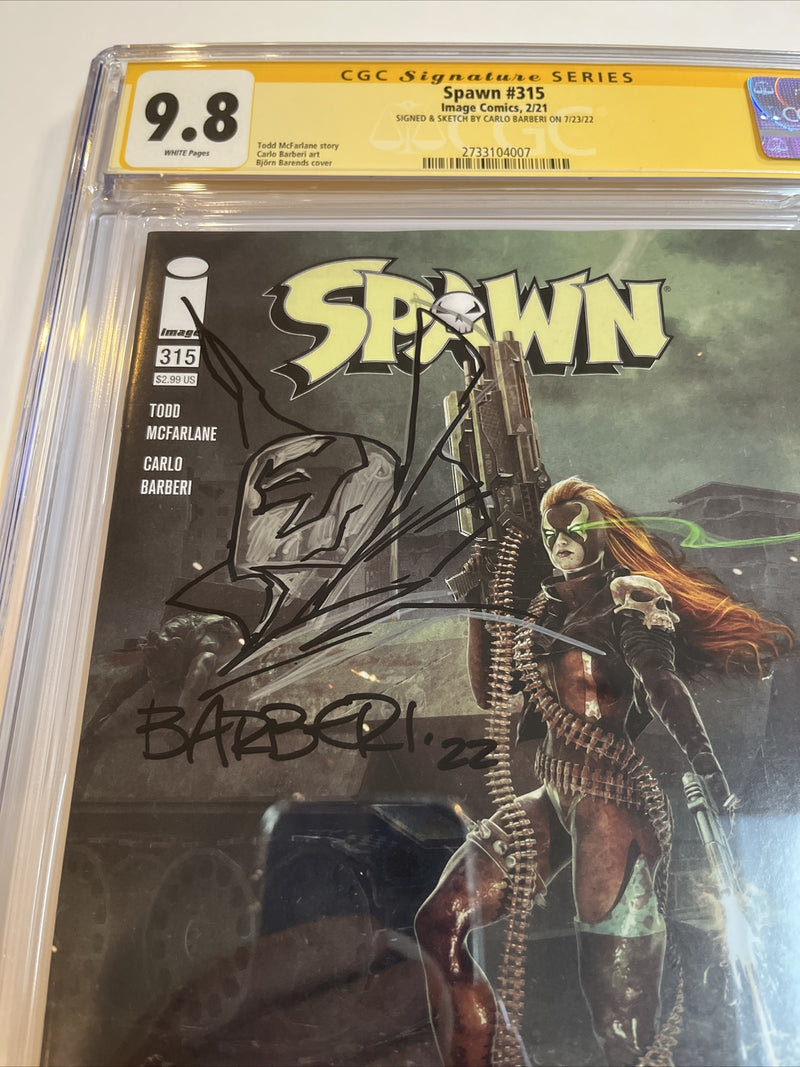 CGC Signature SERIES
9.8
WHITE Pages
Spawn #315
Image Comics, 2/21
SIGNED & SKETCH BY CARLO BARBERI ON 7/23/22
Todd McFarlane story
Carlo Barberi art
Björn Barends cover
2733104007
CGC
SPAWN
image
315
$2.99 US
TODD
MCFARLANE
CARLO
BARBERI
BARBERI. 22